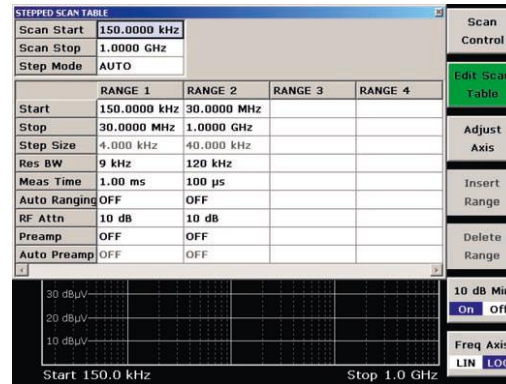 STEPPED SCAN TABLE
Scan Start 150.0000 kHz
Scan Stop 1.0000 GHz
Step Mode AUTO
RANGE 1 RANGE 2 RANGE 3 RANGE 4
Start 150.0000 kHz 30.0000 MHz
Stop 30.0000 MHz 1.0000 GHz
Step Size 4.000 kHz 40.000 kHz
Res BW 9 kHz 120 kHz
Meas Time 1.00 ms 100 µs
Auto Ranging OFF OFF
RF Attn 10 dB 10 dB
Preamp OFF OFF
Auto Preamp OFF OFF
30 dBµV
20 dBµV
10 dBµV
Start 150.0 kHz Stop 1.0 GHz
Scan
Control
Edit Scan
Table
Adjust
Axis
Insert
Range
Delete
Range
10 dB Min
On Off
Freq Axis
LIN LOG